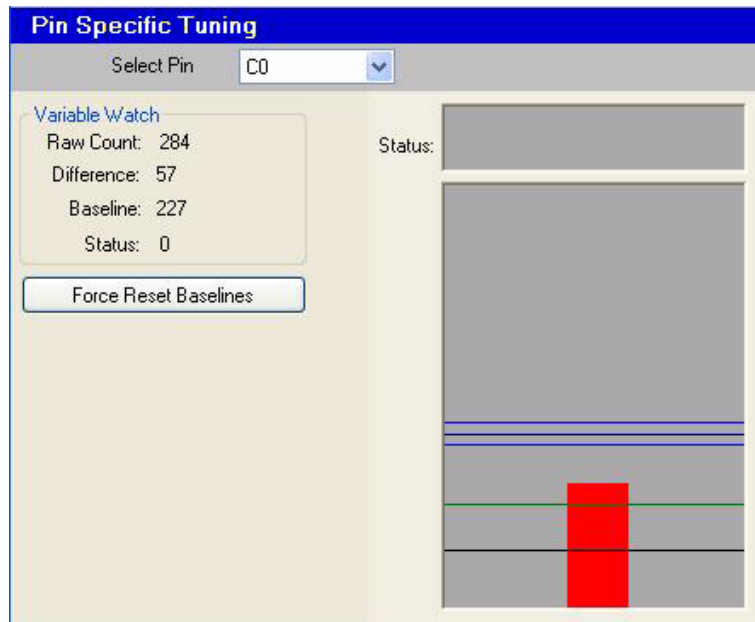 Pin Specific Tuning
Select Pin C0
Variable Watch
Raw Count: 284
Difference: 57
Baseline: 227
Status: 0
Force Reset Baselines
Status: